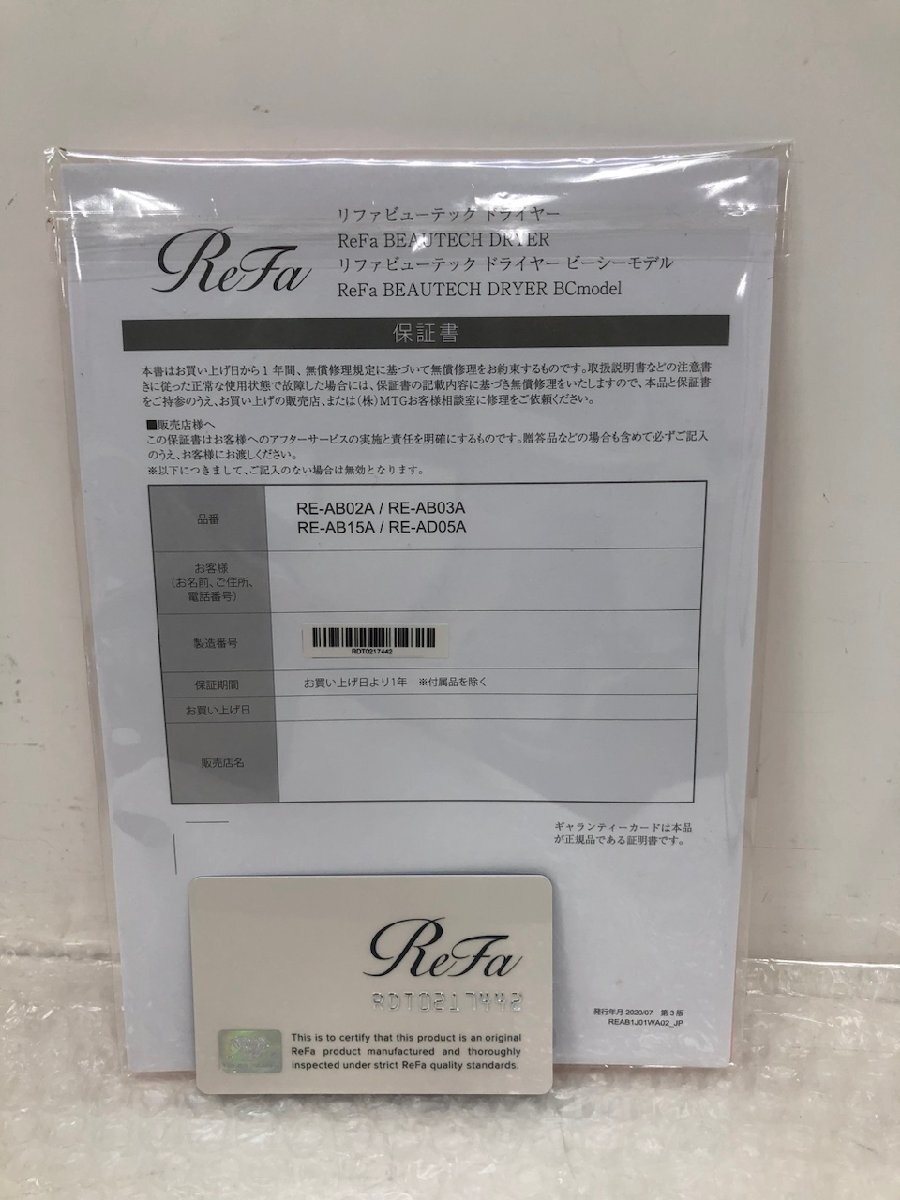 ReFa
リファビューテック ドライヤー
ReFa BEAUTECH DRYER
リファビューテック ドライヤー ビーシーモデル
ReFa BEAUTECH DRYER BCmodel
保証書
本書はお買い上げ日から1年間、無償修理規定に基づいて無償修理をお約束するものです。取扱説明書などの注意書
きに従った正常な使用状態で故障した場合には、保証書の記載内容に基づき無償修理をいたしますので、本品と保証書
をご持参のうえ、お買い上げの販売店、または(株)MTGお客様相談室に修理をご依頼ください。
■販売店様へ
この保証書はお客様へのアフターサービスの実施と責任を明確にするものです。贈答品などの場合も含めて必ずご記入
のうえ、お客様にお渡しください。
※以下につきまして、ご記入のない場合は無効となります。
品番
RE-AB02A / RE-AB03A
RE-AB15A / RE-AD05A
お客様
(お名前、ご住所、
電話番号)
製造番号
RDT0217442
保証期間
お買い上げ日より1年 ※付属品を除く
お買い上げ日
販売店名
ギャランティーカードは本品
が正規品である証明書です。
発行年月 2020/07 第3版
REAB1J01WA02_JP
ReFa
RDT0217442
This is to certify that this product is an original
ReFa product manufactured and thoroughly
inspected under strict ReFa quality standards.